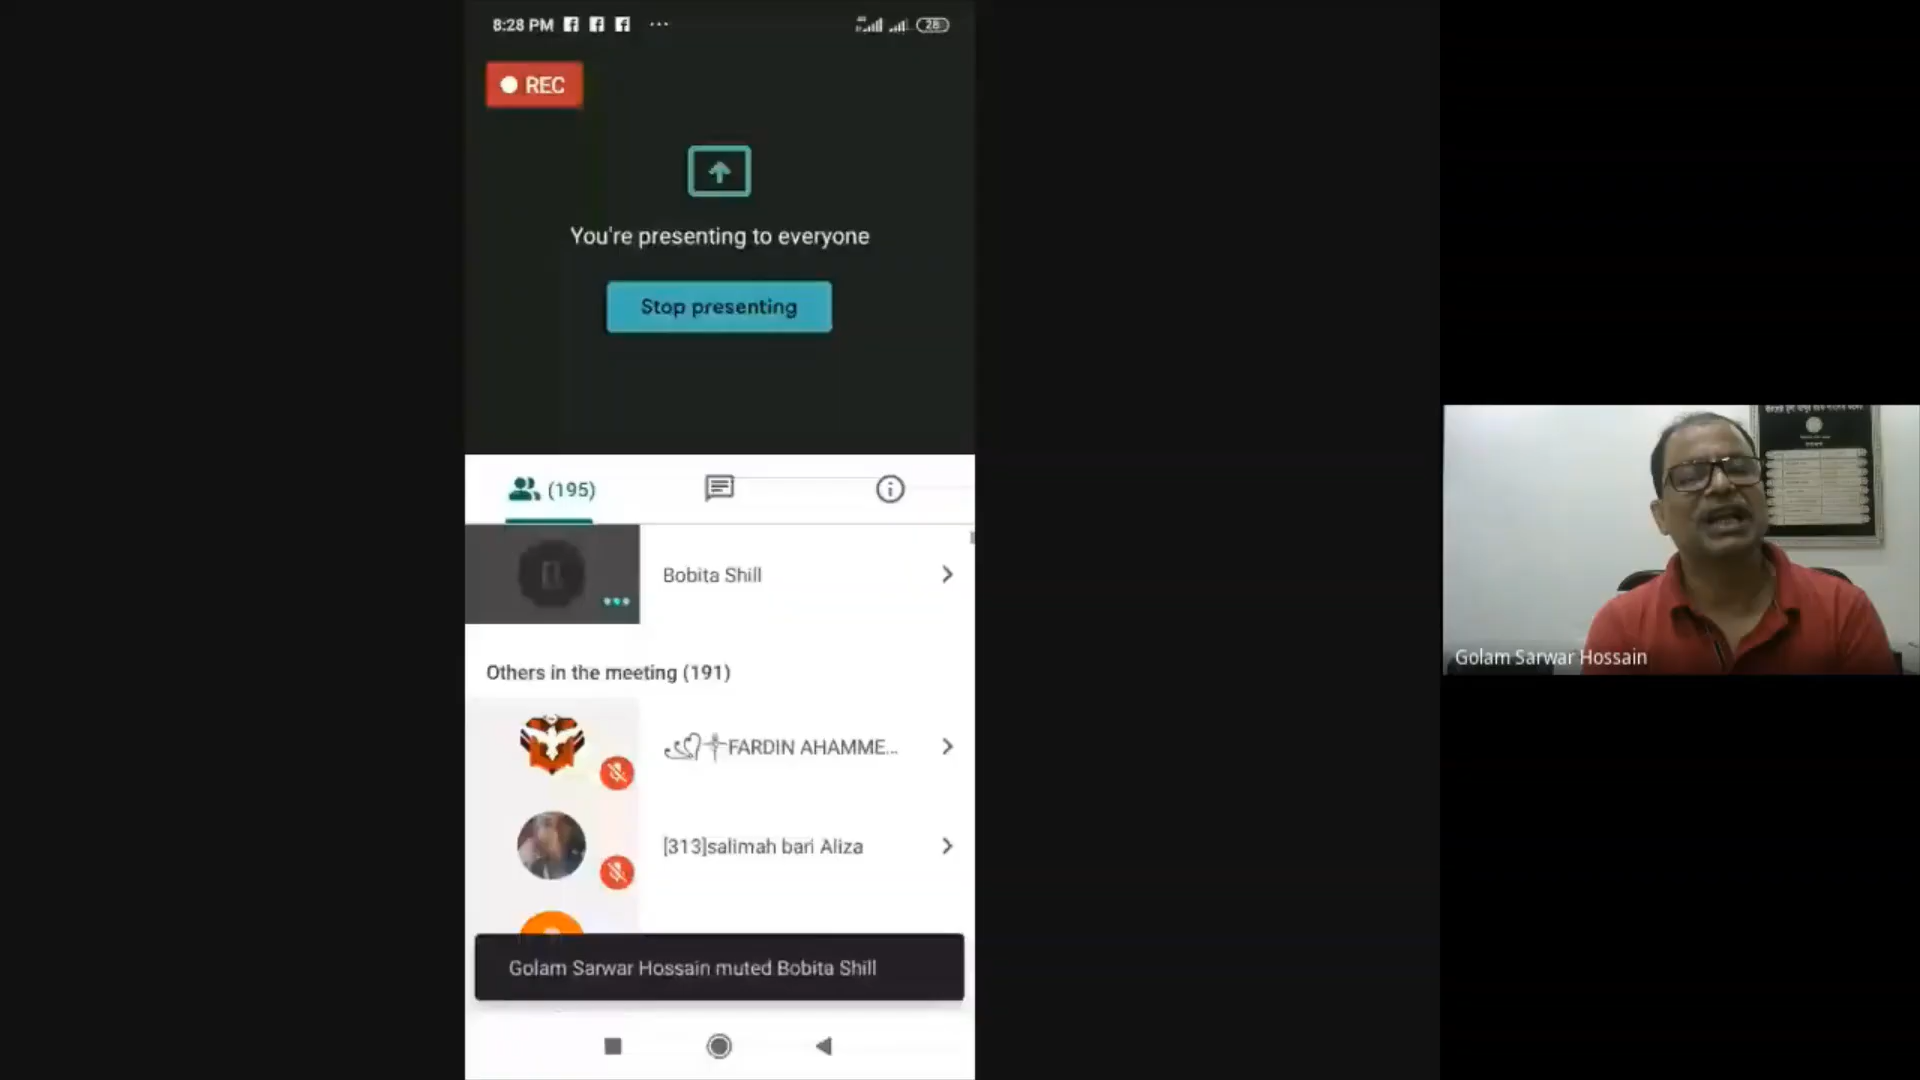 8:28 PM
28
REC
You're presenting to everyone
Stop presenting
(195)
Bobita Shill
Others in the meeting (191)
FARDIN AHAMME...
[313]salimah bari Aliza
Golam Sarwar Hossain muted Bobita Shill
Golam Sarwar Hossain